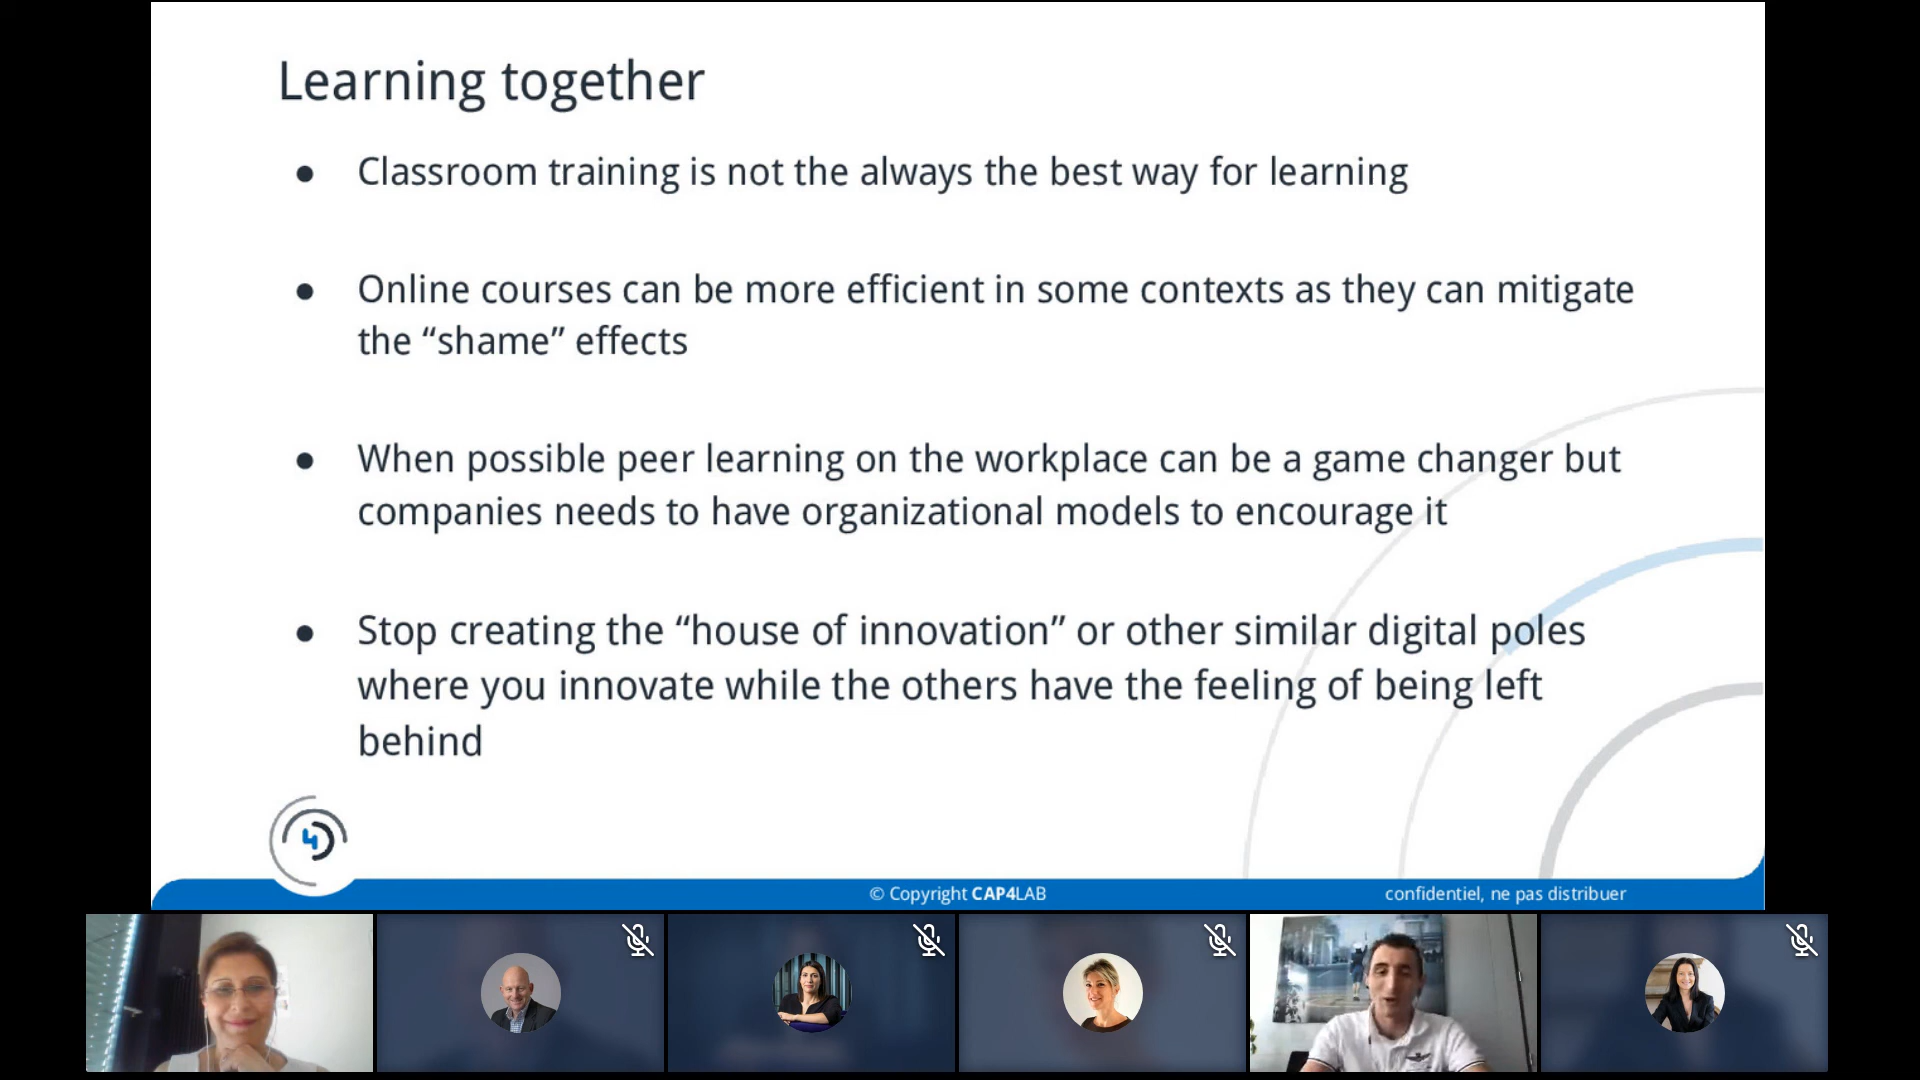 Learning together
● Classroom training is not the always the best way for learning
● Online courses can be more efficient in some contexts as they can mitigate
the “shame” effects
● When possible peer learning on the workplace can be a game changer but
companies needs to have organizational models to encourage it
● Stop creating the “house of innovation” or other similar digital poles
where you innovate while the others have the feeling of being left
behind
4
© Copyright CAP4LAB
confidentiel, ne pas distribuer